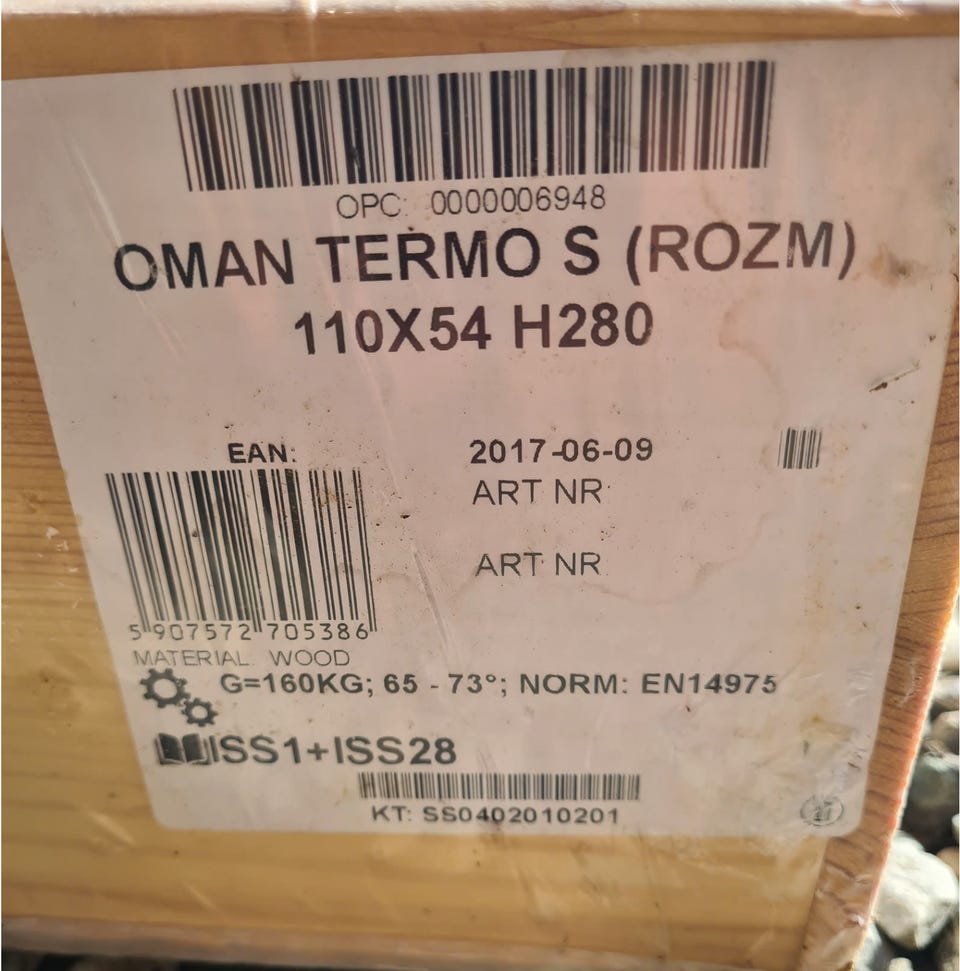 OPC: 0000006948
OMAN TERMO S (ROZM)
110X54 H280
EAN:
2017-06-09
ART NR
ART NR
5 907572 705386
MATERIAL: WOOD
G=160KG; 65 - 73°; NORM: EN14975
ISS1+ISS28
KT: SS0402010201